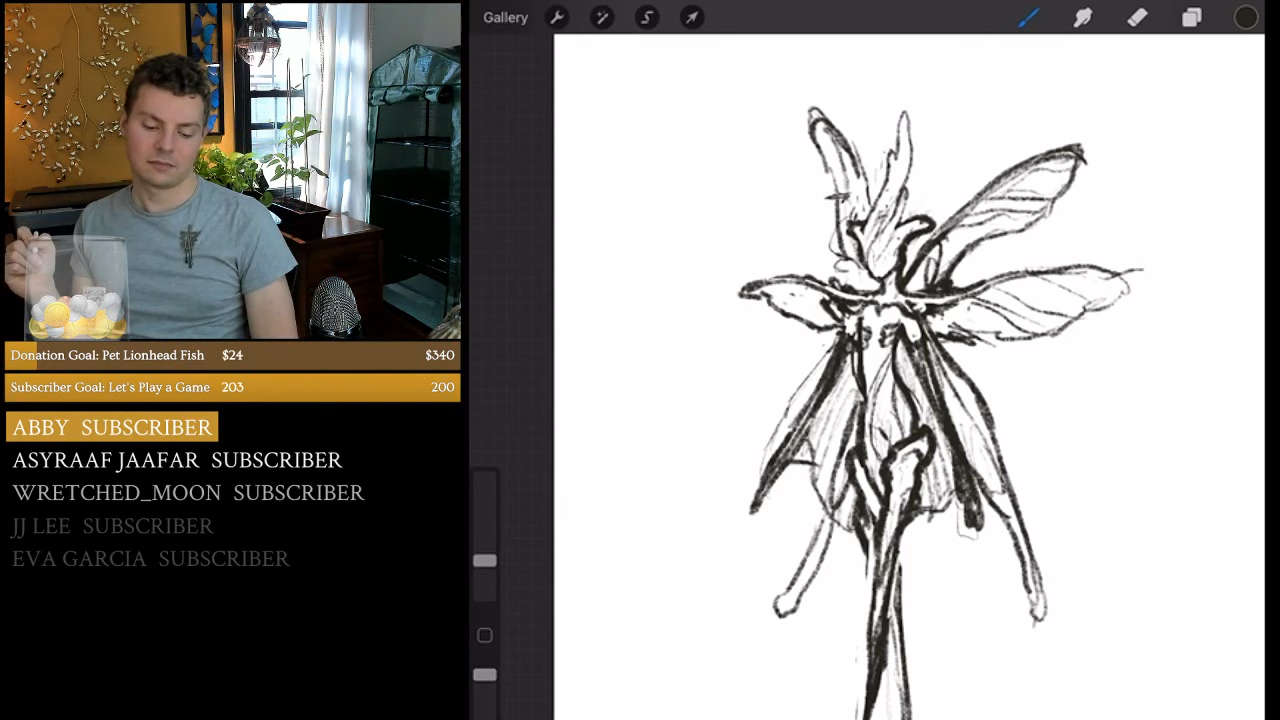 Gallery
Donation Goal: Pet Lionhead Fish $24 $340
Subscriber Goal: Let's Play a Game 203 200
ABBY SUBSCRIBER
ASYRAAF JAAFAR SUBSCRIBER
WRETCHED_MOON SUBSCRIBER
JJ LEE SUBSCRIBER
EVA GARCIA SUBSCRIBER